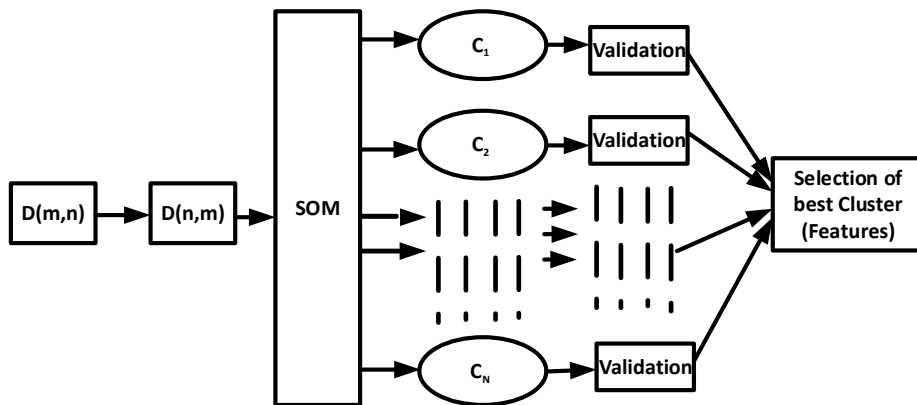 D(m,n)
D(n,m)
SOM
C₁
Validation
C₂
Validation
Cₙ
Validation
Selection of
best Cluster
(Features)